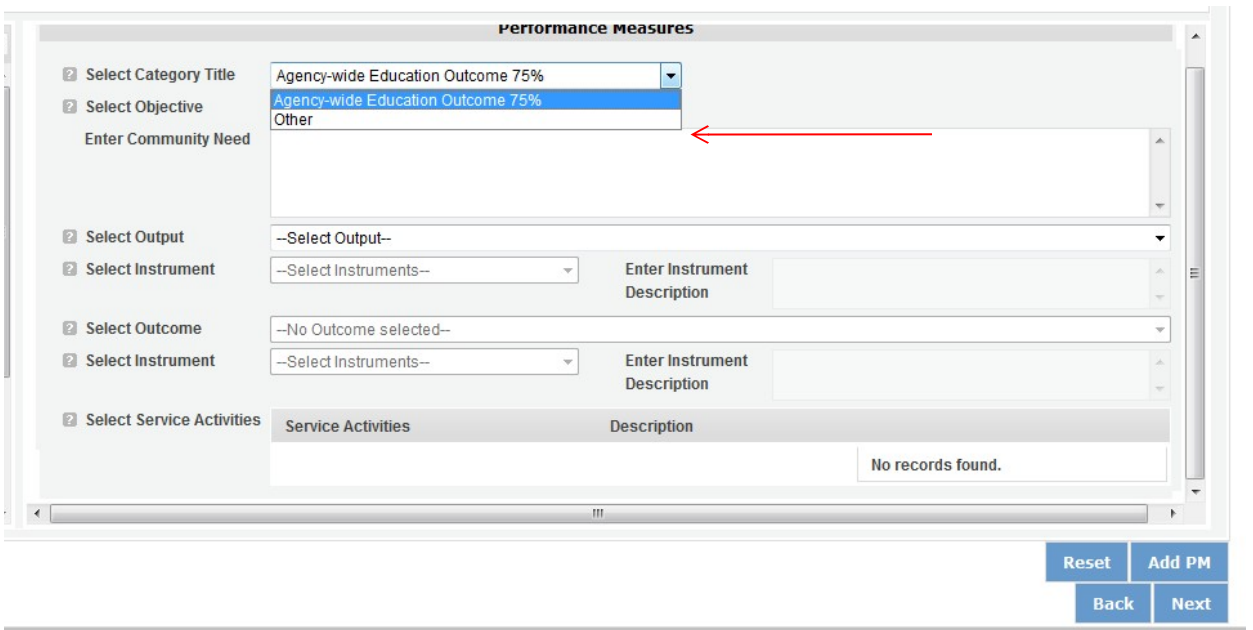 Performance Measures
Select Category Title Agency-wide Education Outcome 75%
Agency-wide Education Outcome 75%
Select Objective
Other
Enter Community Need
Select Output --Select Output--
Select Instrument --Select Instruments-- Enter Instrument
Description
Select Outcome --No Outcome selected--
Select Instrument --Select Instruments-- Enter Instrument
Description
Select Service Activities Service Activities Description
No records found.
Reset Add PM
Back Next